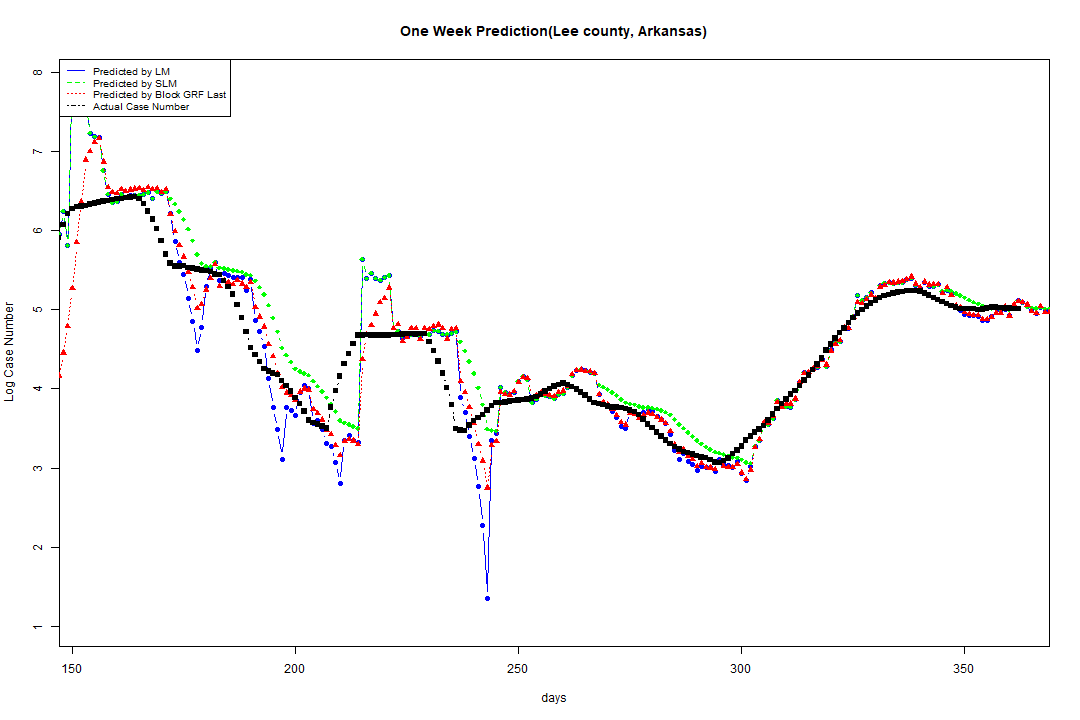 One Week Prediction(Lee county, Arkansas)
Predicted by LM
Predicted by SLM
Predicted by Block GRF Last
Actual Case Number
Log Case Number
8
7
6
5
4
3
2
1
150 200 250 300 350
days